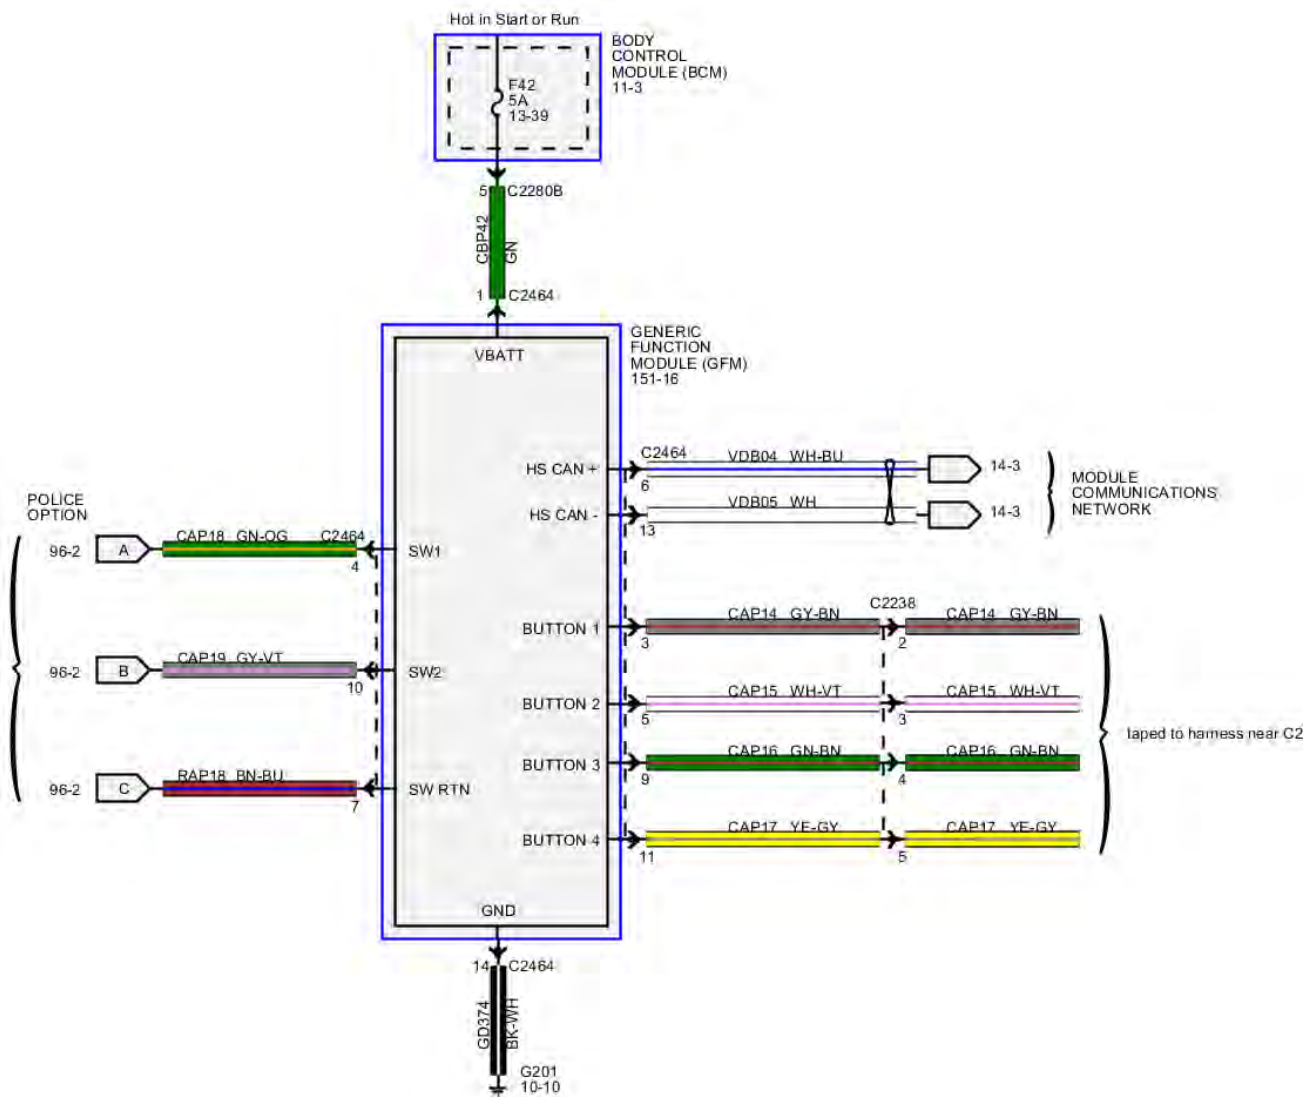 Hot in Start or Run
BODY
CONTROL
MODULE (BCM)
11-3
F42
5A
13-39
5 C2280B
CBP42
GN
1 C2464
GENERIC
FUNCTION
MODULE (GFM)
151-16
VBATT
HS CAN +
C2464
6
VDB04 WH-BU
14-3
HS CAN -
13
VDB05 WH
14-3
MODULE
COMMUNICATIONS
NETWORK
POLICE
OPTION
96-2
A
CAP18 GN-OG
C2464
4
SW1
96-2
B
CAP19 GY-VT
10
SW2
96-2
C
RAP18 BN-BU
7
SW RTN
BUTTON 1
3
CAP14 GY-BN
C2238
2
CAP14 GY-BN
BUTTON 2
5
CAP15 WH-VT
3
CAP15 WH-VT
BUTTON 3
9
CAP16 GN-BN
4
CAP16 GN-BN
BUTTON 4
11
CAP17 YE-GY
5
CAP17 YE-GY
taped to harness near C2
GND
14 C2464
GD374
BK-WH
G201
10-10